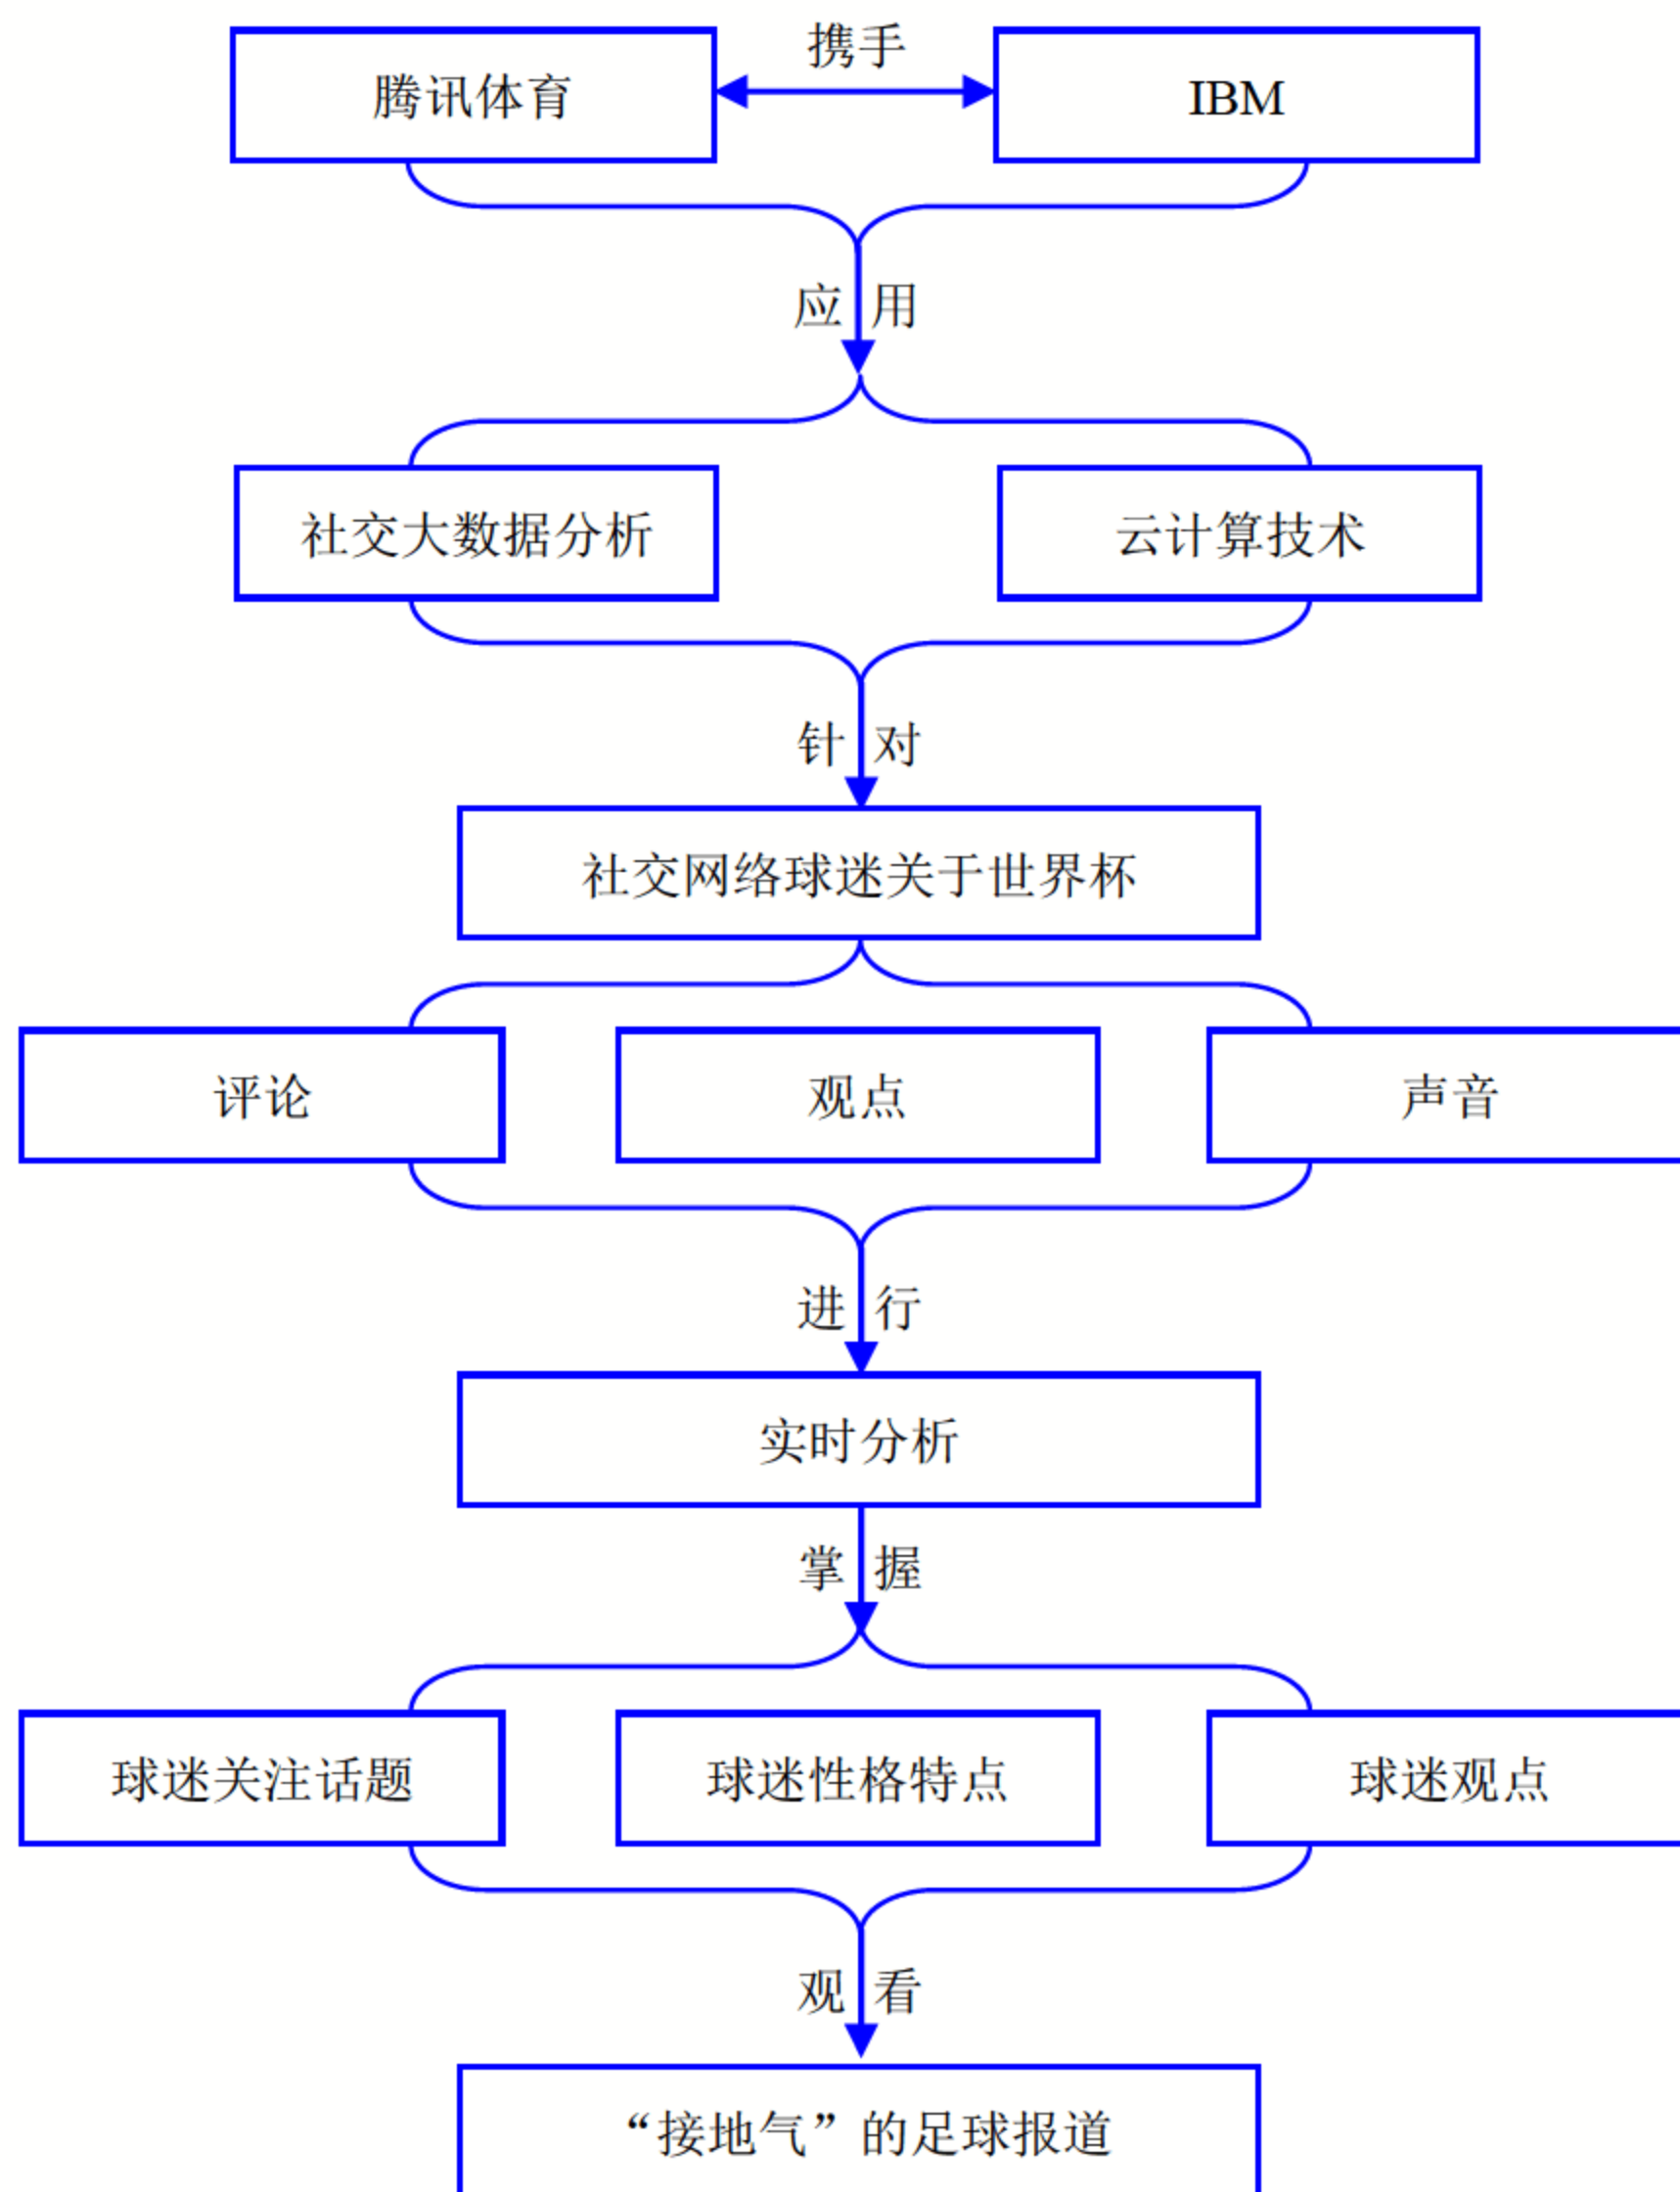 携手
腾讯体育
IBM
应用
社交大数据分析
云计算技术
针对
社交网络球迷关于世界杯
评论
观点
声音
进行
实时分析
掌握
球迷关注话题
球迷性格特点
球迷观点
观看
“接地气”的足球报道